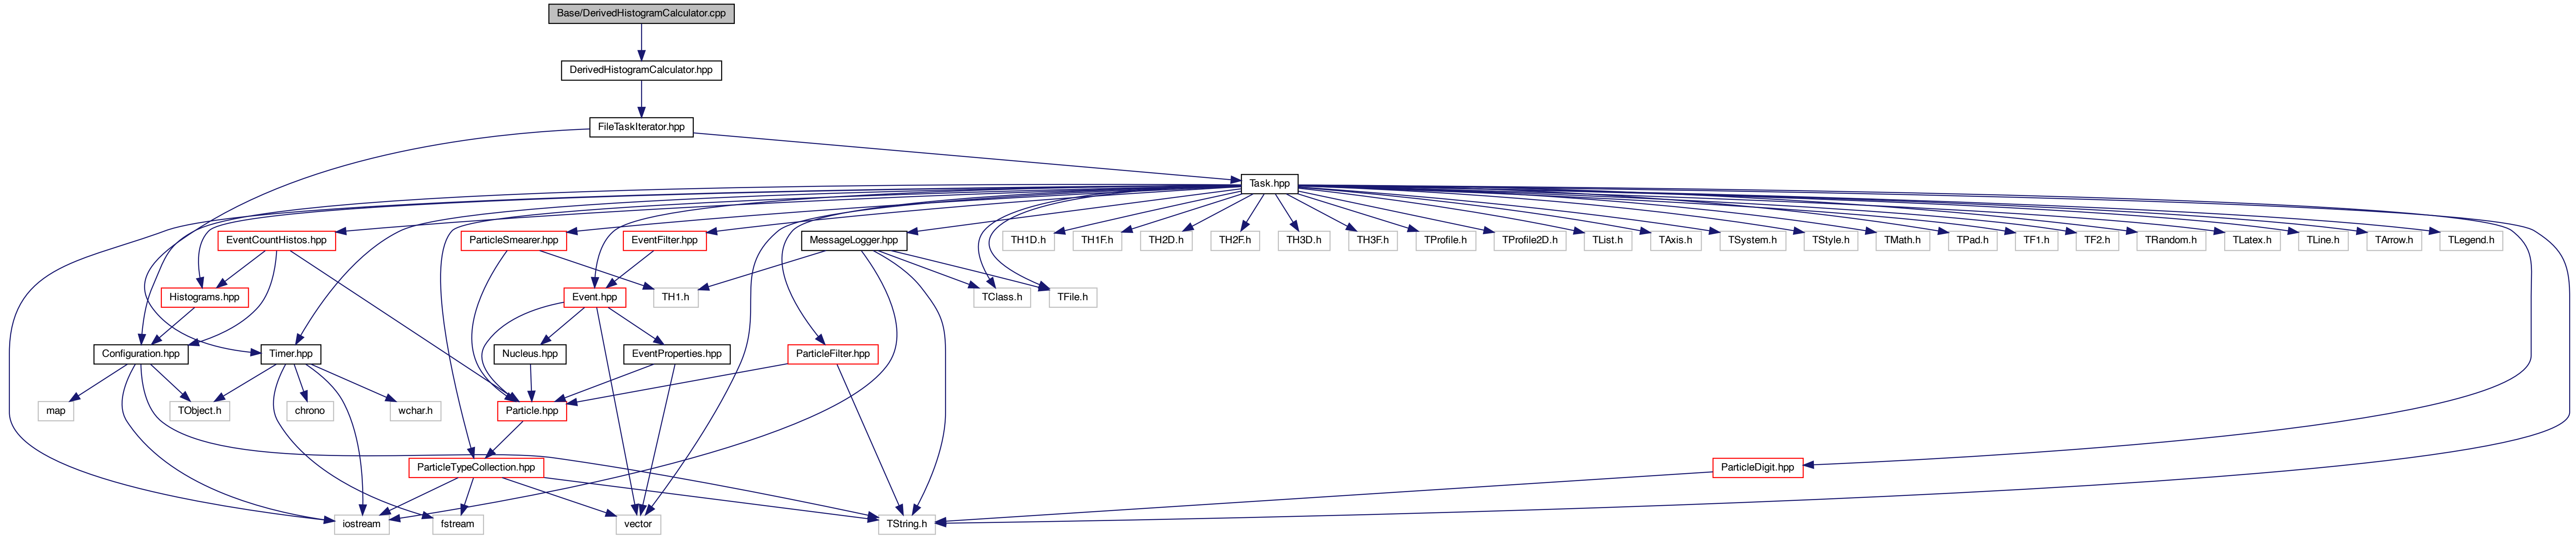 Base/DerivedHistogramCalculator.cpp
DerivedHistogramCalculator.hpp
FileTaskIterator.hpp
Task.hpp
EventCountHistos.hpp
ParticleSmearer.hpp
EventFilter.hpp
MessageLogger.hpp
TH1D.h
TH1F.h
TH2D.h
TH2F.h
TH3D.h
TH3F.h
TProfile.h
TProfile2D.h
TList.h
TAxis.h
TSystem.h
TStyle.h
TMath.h
TPad.h
TF1.h
TF2.h
TRandom.h
TLatex.h
TLine.h
TArrow.h
TLegend.h
Histograms.hpp
Event.hpp
TH1.h
TClass.h
TFile.h
Configuration.hpp
Timer.hpp
Nucleus.hpp
EventProperties.hpp
ParticleFilter.hpp
map
TObject.h
chrono
wchar.h
Particle.hpp
ParticleTypeCollection.hpp
ParticleDigit.hpp
iostream
fstream
vector
TString.h